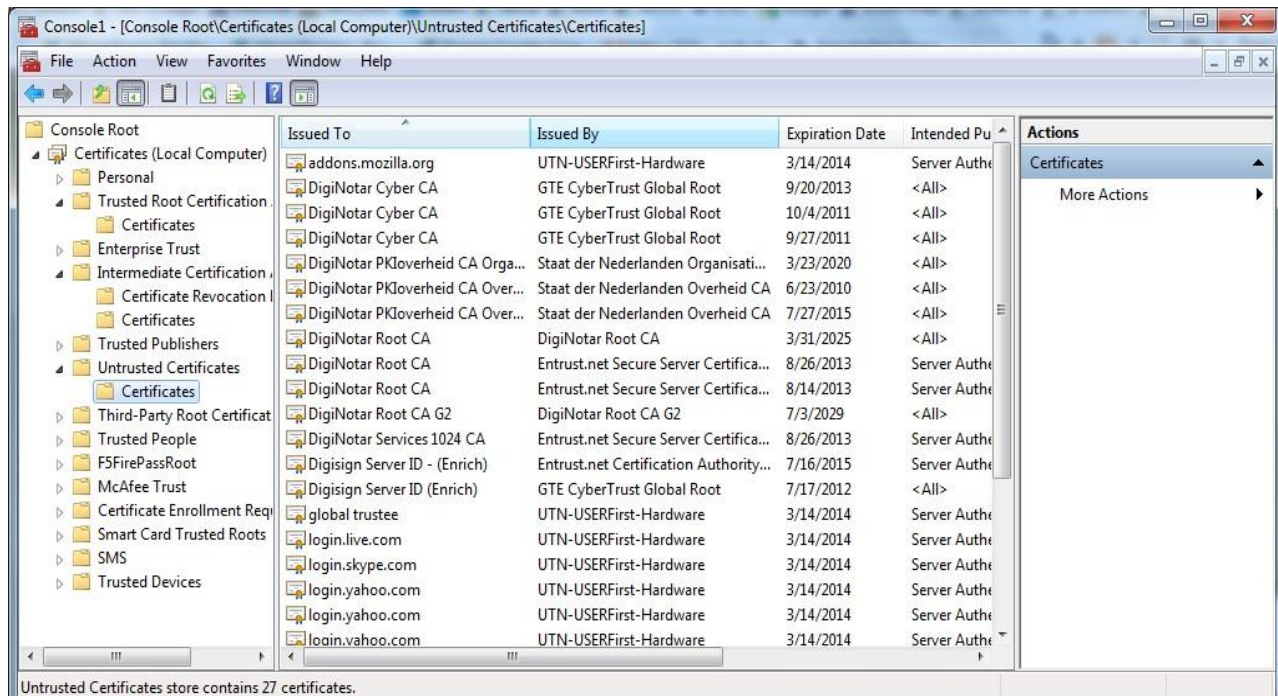 Console1 - [Console Root\Certificates (Local Computer)\Untrusted Certificates\Certificates]
File Action View Favorites Window Help
Console Root
Certificates (Local Computer)
Personal
Trusted Root Certification
Certificates
Enterprise Trust
Intermediate Certification
Certificate Revocation
Certificates
Trusted Publishers
Untrusted Certificates
Certificates
Third-Party Root Certificat
Trusted People
F5FirePassRoot
McAfee Trust
Certificate Enrollment Requ
Smart Card Trusted Roots
SMS
Trusted Devices
Issued To Issued By Expiration Date Intended Pu
addons.mozilla.org UTN-USERFirst-Hardware 3/14/2014 Server Authe
DigiNotar Cyber CA GTE CyberTrust Global Root 9/20/2013 <All>
DigiNotar Cyber CA GTE CyberTrust Global Root 10/4/2011 <All>
DigiNotar Cyber CA GTE CyberTrust Global Root 9/27/2011 <All>
DigiNotar PKIoverheid CA Orga... Staat der Nederlanden Organisati... 3/23/2020 <All>
DigiNotar PKIoverheid CA Over... Staat der Nederlanden Overheid CA 6/23/2010 <All>
DigiNotar PKIoverheid CA Over... Staat der Nederlanden Overheid CA 7/27/2015 <All>
DigiNotar Root CA DigiNotar Root CA 3/31/2025 <All>
DigiNotar Root CA Entrust.net Secure Server Certifica... 8/26/2013 Server Authe
DigiNotar Root CA Entrust.net Secure Server Certifica... 8/14/2013 Server Authe
DigiNotar Root CA G2 DigiNotar Root CA G2 7/3/2029 <All>
DigiNotar Services 1024 CA Entrust.net Secure Server Certifica... 8/26/2013 Server Authe
Digisign Server ID - (Enrich) Entrust.net Certification Authority... 7/16/2015 Server Authe
Digisign Server ID (Enrich) GTE CyberTrust Global Root 7/17/2012 <All>
global trustee UTN-USERFirst-Hardware 3/14/2014 Server Authe
login.live.com UTN-USERFirst-Hardware 3/14/2014 Server Authe
login.skype.com UTN-USERFirst-Hardware 3/14/2014 Server Authe
login.yahoo.com UTN-USERFirst-Hardware 3/14/2014 Server Authe
login.yahoo.com UTN-USERFirst-Hardware 3/14/2014 Server Authe
login.yahoo.com UTN-USERFirst-Hardware 3/14/2014 Server Authe
Actions
Certificates
More Actions
Untrusted Certificates store contains 27 certificates.